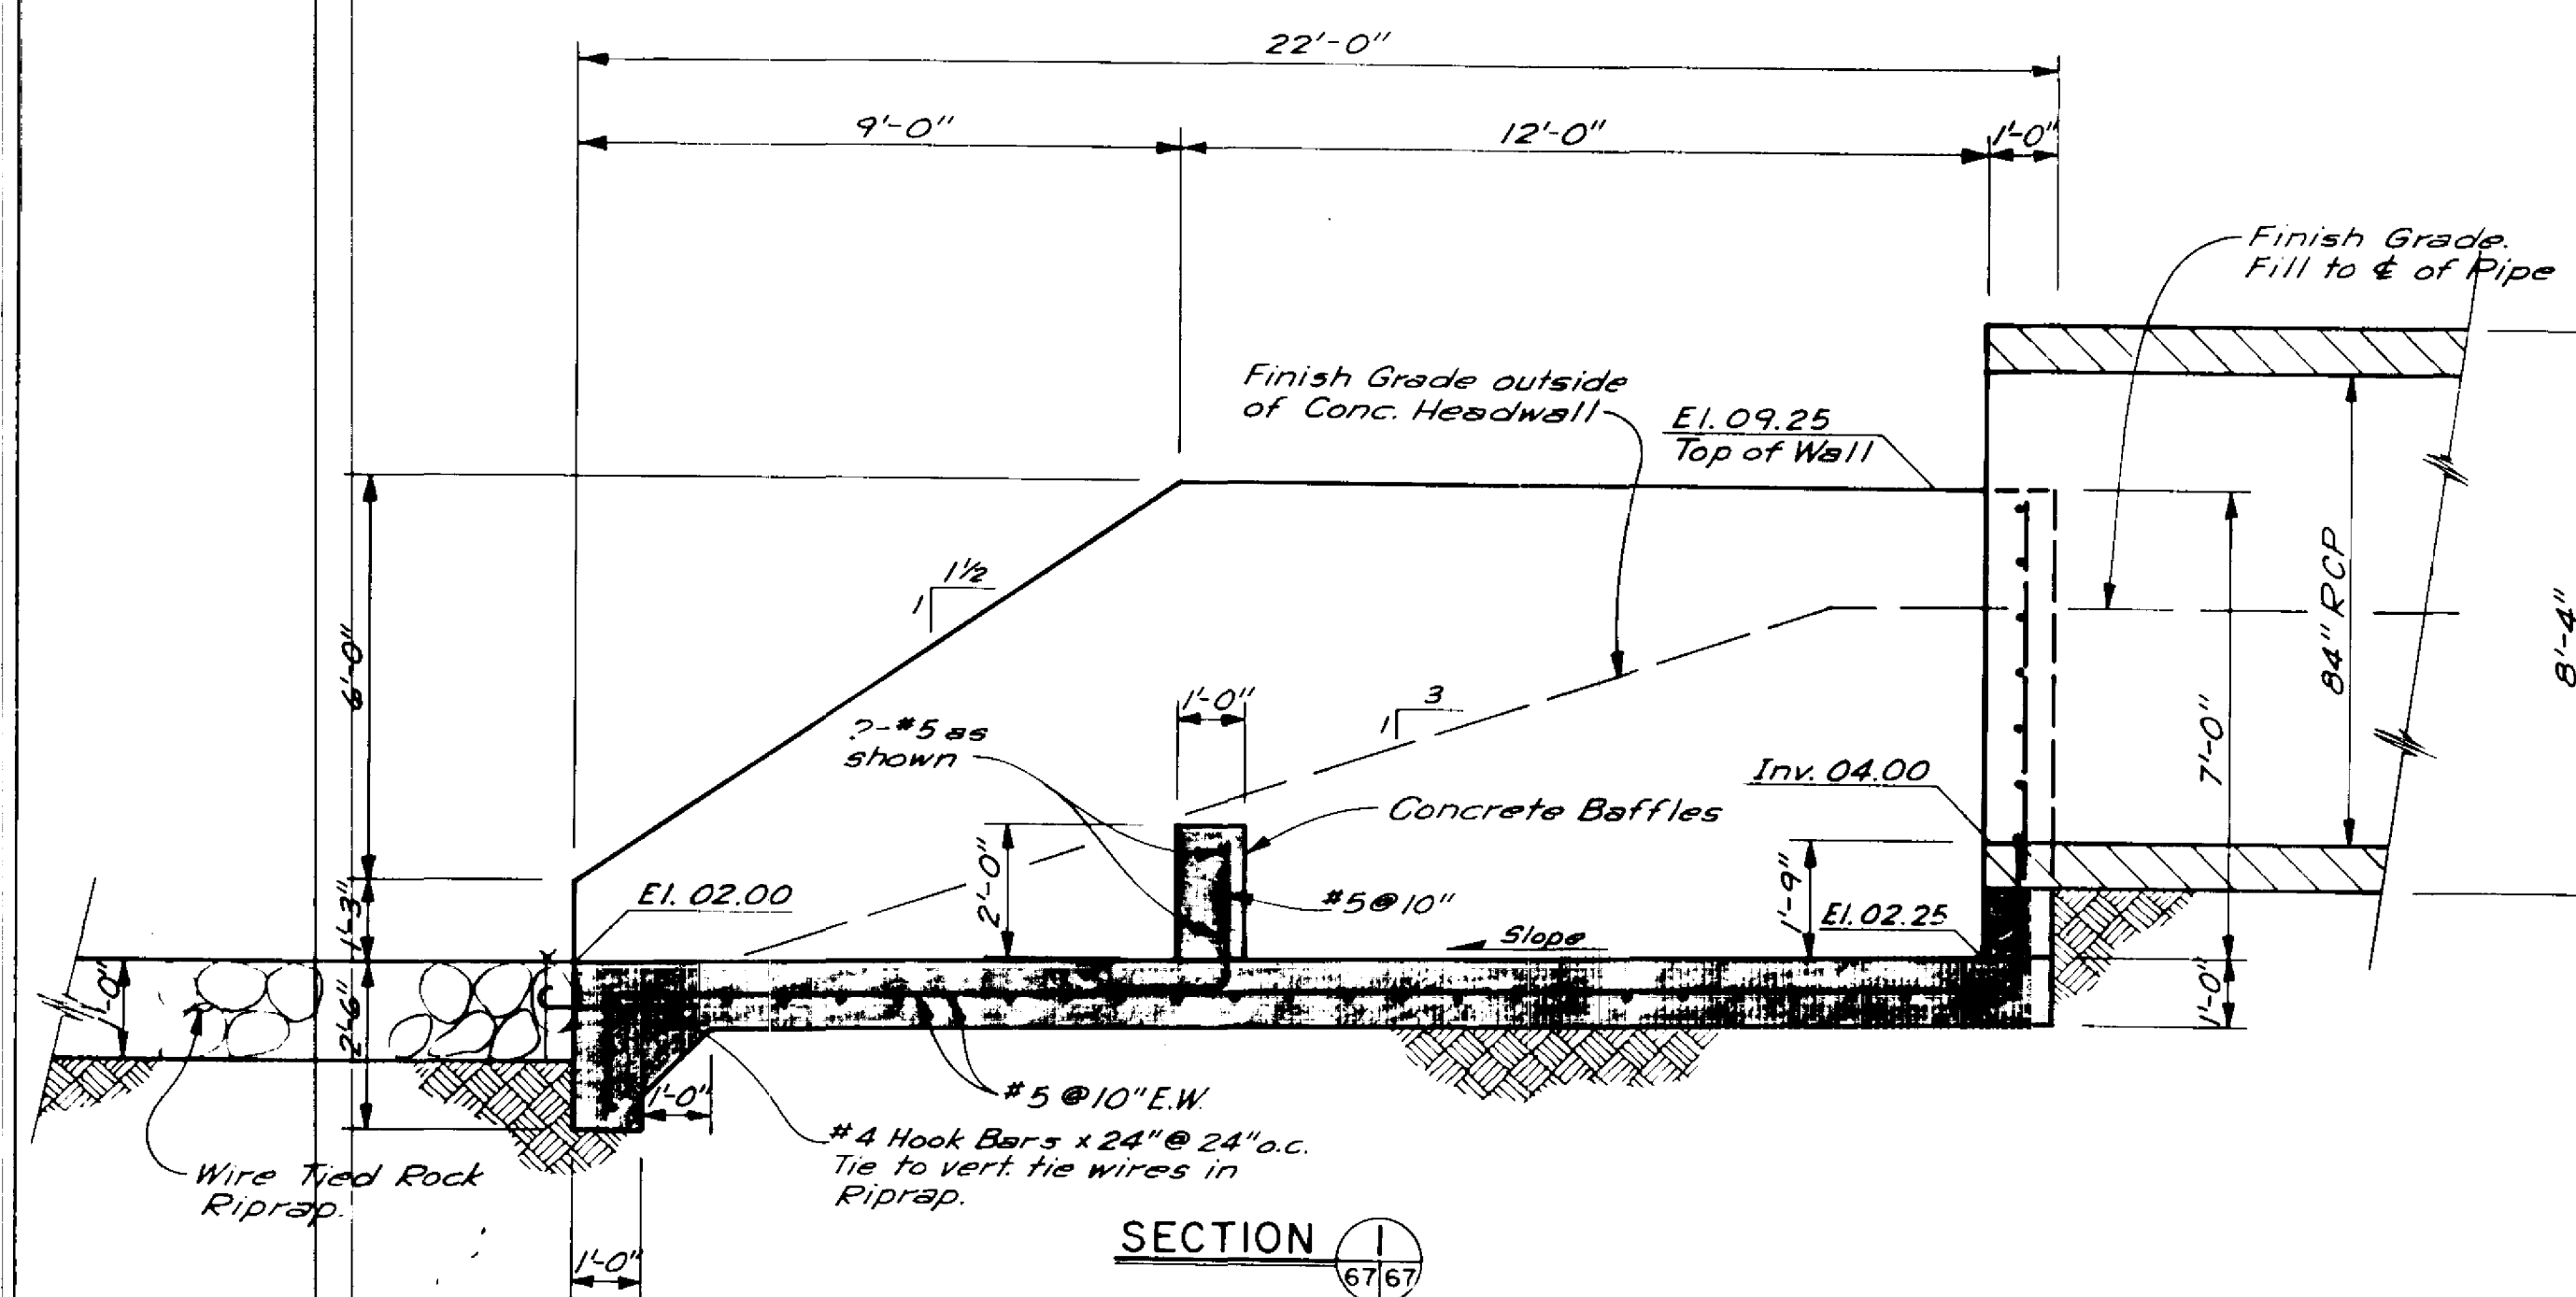 22'-0"
9'-0"
12'-0"
1'-0"
Finish Grade.
Fill to ℄ of Pipe
Finish Grade outside
of Conc. Headwall
El. 09.25
Top of Wall
1½
1
6'-0"
84" RCP
8'-4"
1'-0"
3
1
7'-0"
#5 as
shown
Inv. 04.00
Concrete Baffles
2'-0"
1'-9"
El. 02.00
#5@10"
El. 02.25
1'-3"
Slope
1'-0"
2'-6"
1'-0"
1'-0"
#5 @10" E.W.
#4 Hook Bars x 24" @ 24" o.c.
Tie to vert. tie wires in
Riprap.
Wire Tied Rock
Riprap.
1'-0"
SECTION 1
67 67